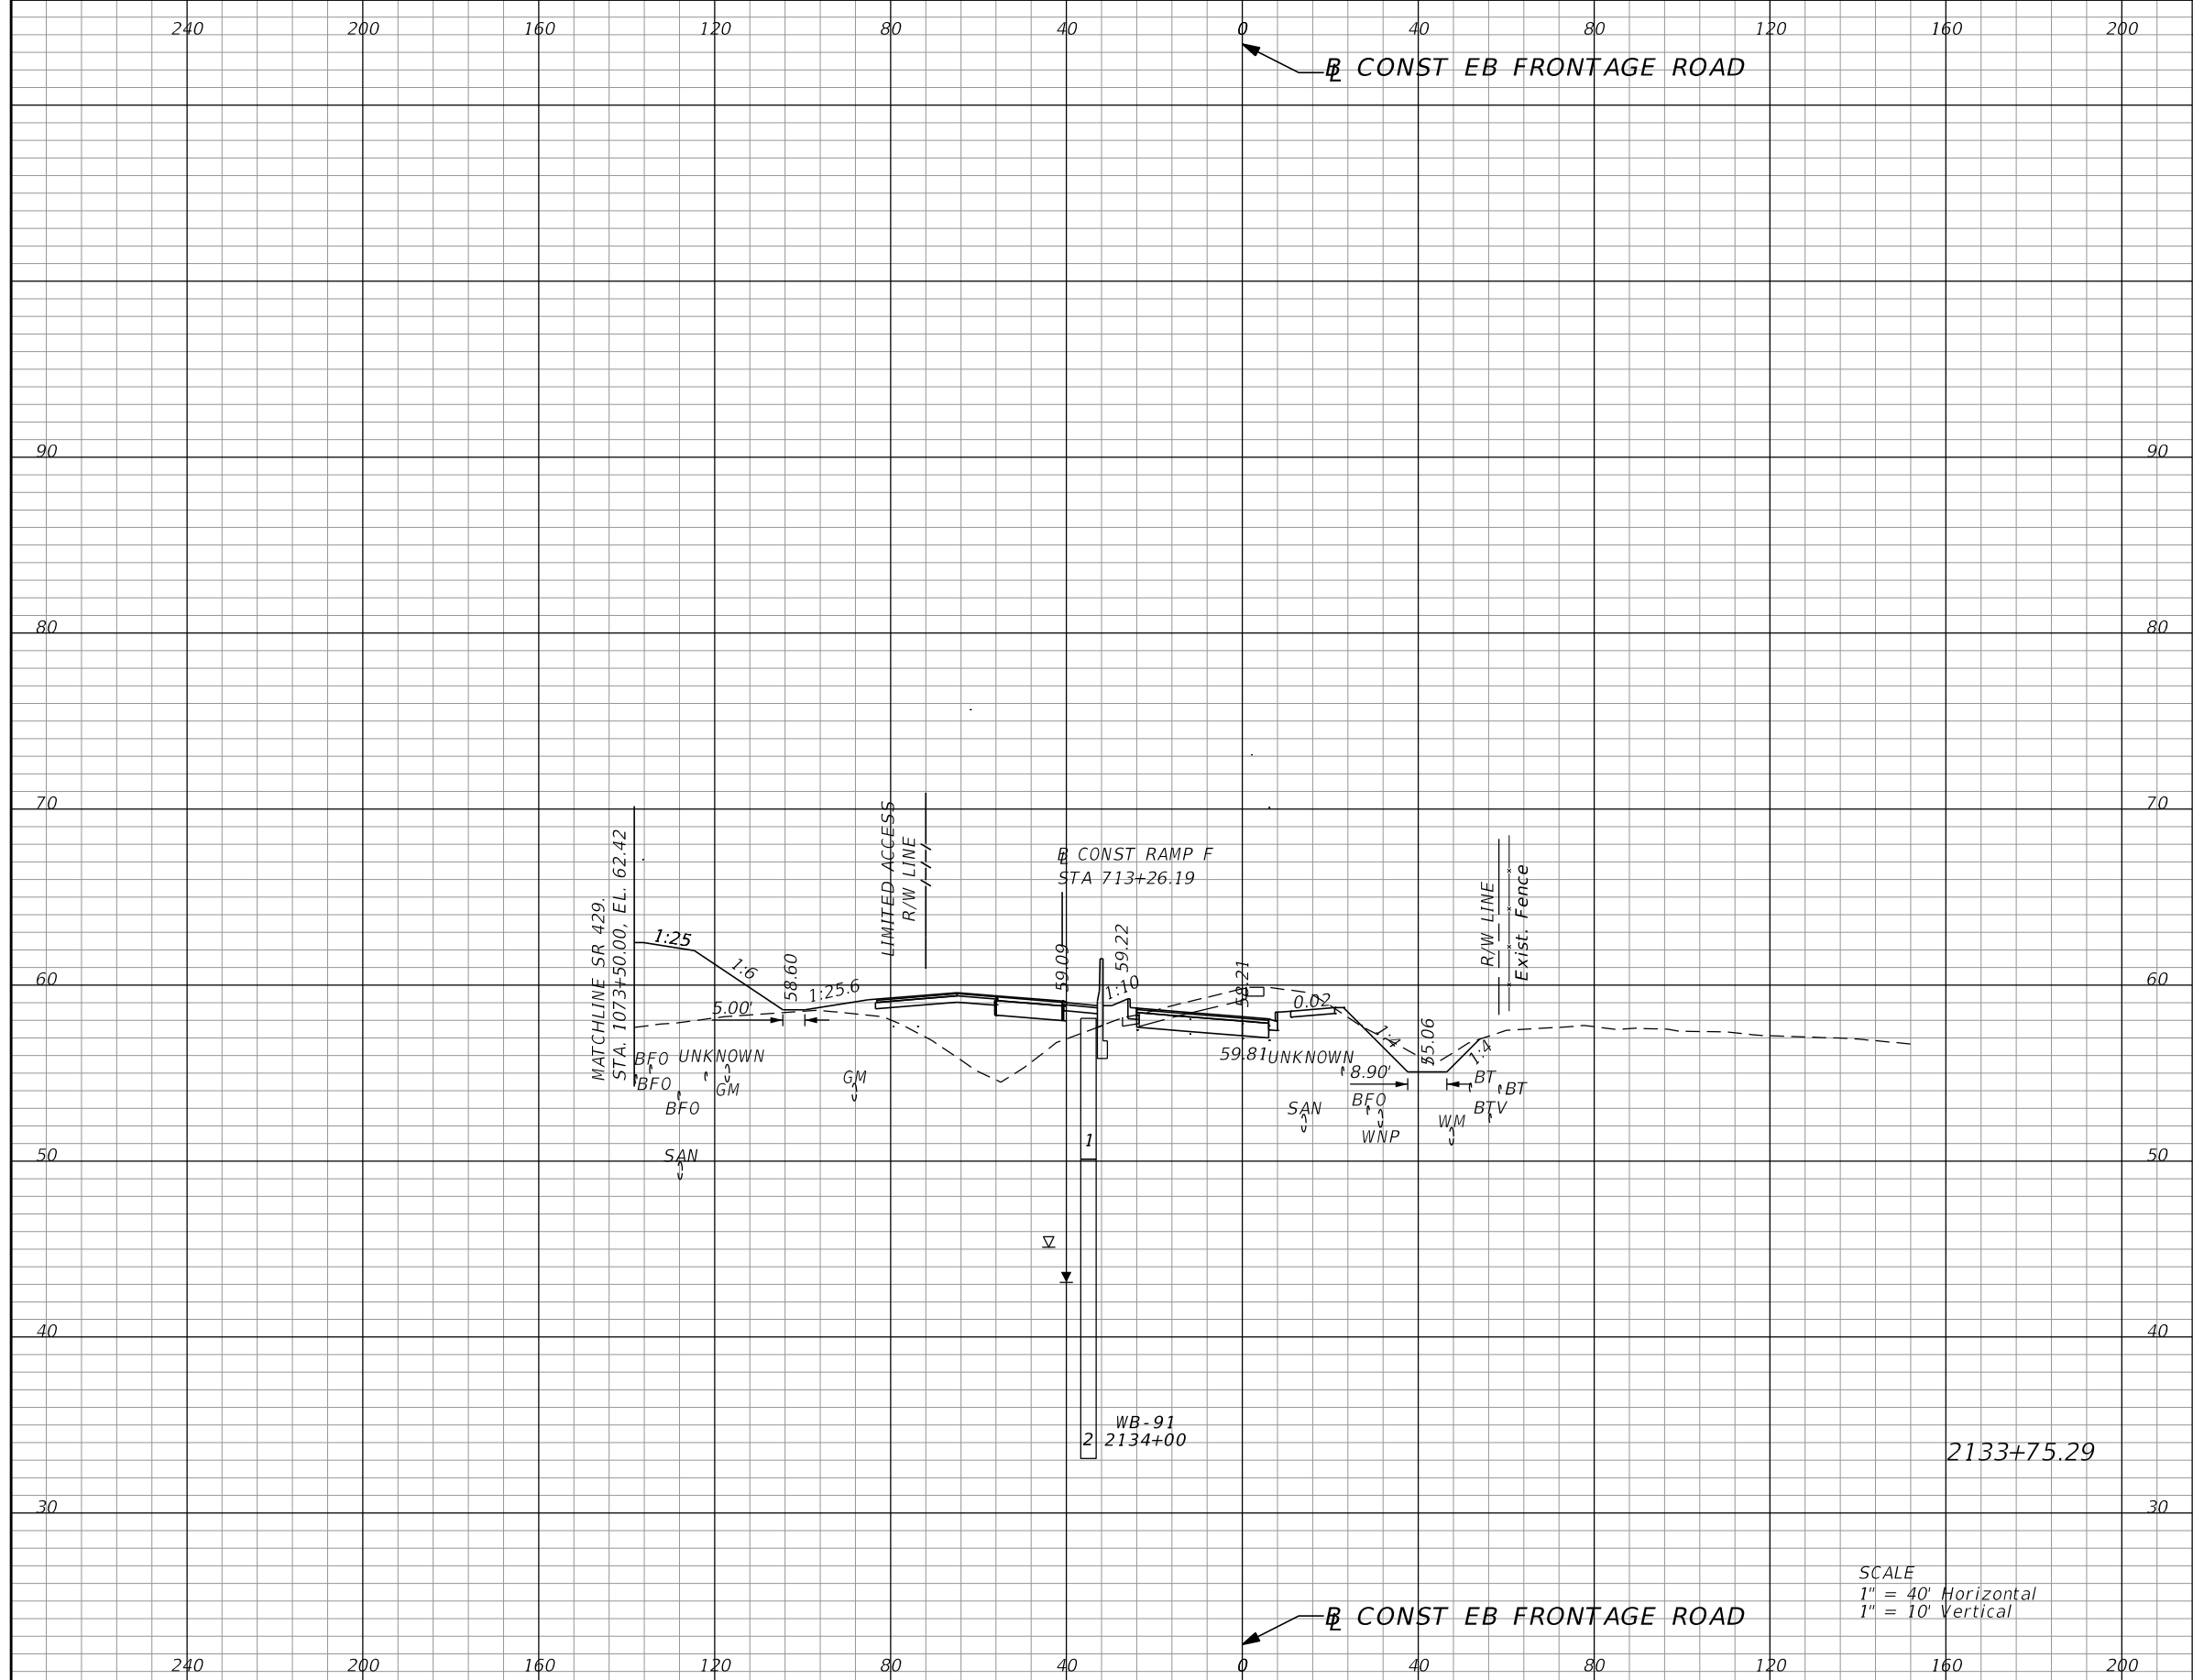 240 200 160 120 80 40 0 40 80 120 160 200
BL CONST EB FRONTAGE ROAD
90 90
80 80
70 70
MATCHLINE SR 429.
STA. 1073+50.00, EL. 62.42
LIMITED ACCESS
R/W LINE
BL CONST RAMP F
STA 713+26.19
R/W LINE
Exist. Fence
1:25
1:6
58.60
1:25.6
5.00'
59.09
59.22
1:10
58.21
0.02
1:4
55.06
1:4
60 60
59.81
UNKNOWN
8.90'
BFO
UNKNOWN
BFO
GM
BFO
GM
SAN
SAN
BFO
WNP
WM
BT
BT
BTV
50 50
1
40 40
WB-91
2 2134+00
2133+75.29
30 30
SCALE
1" = 40' Horizontal
1" = 10' Vertical
BL CONST EB FRONTAGE ROAD
240 200 160 120 80 40 0 40 80 120 160 200